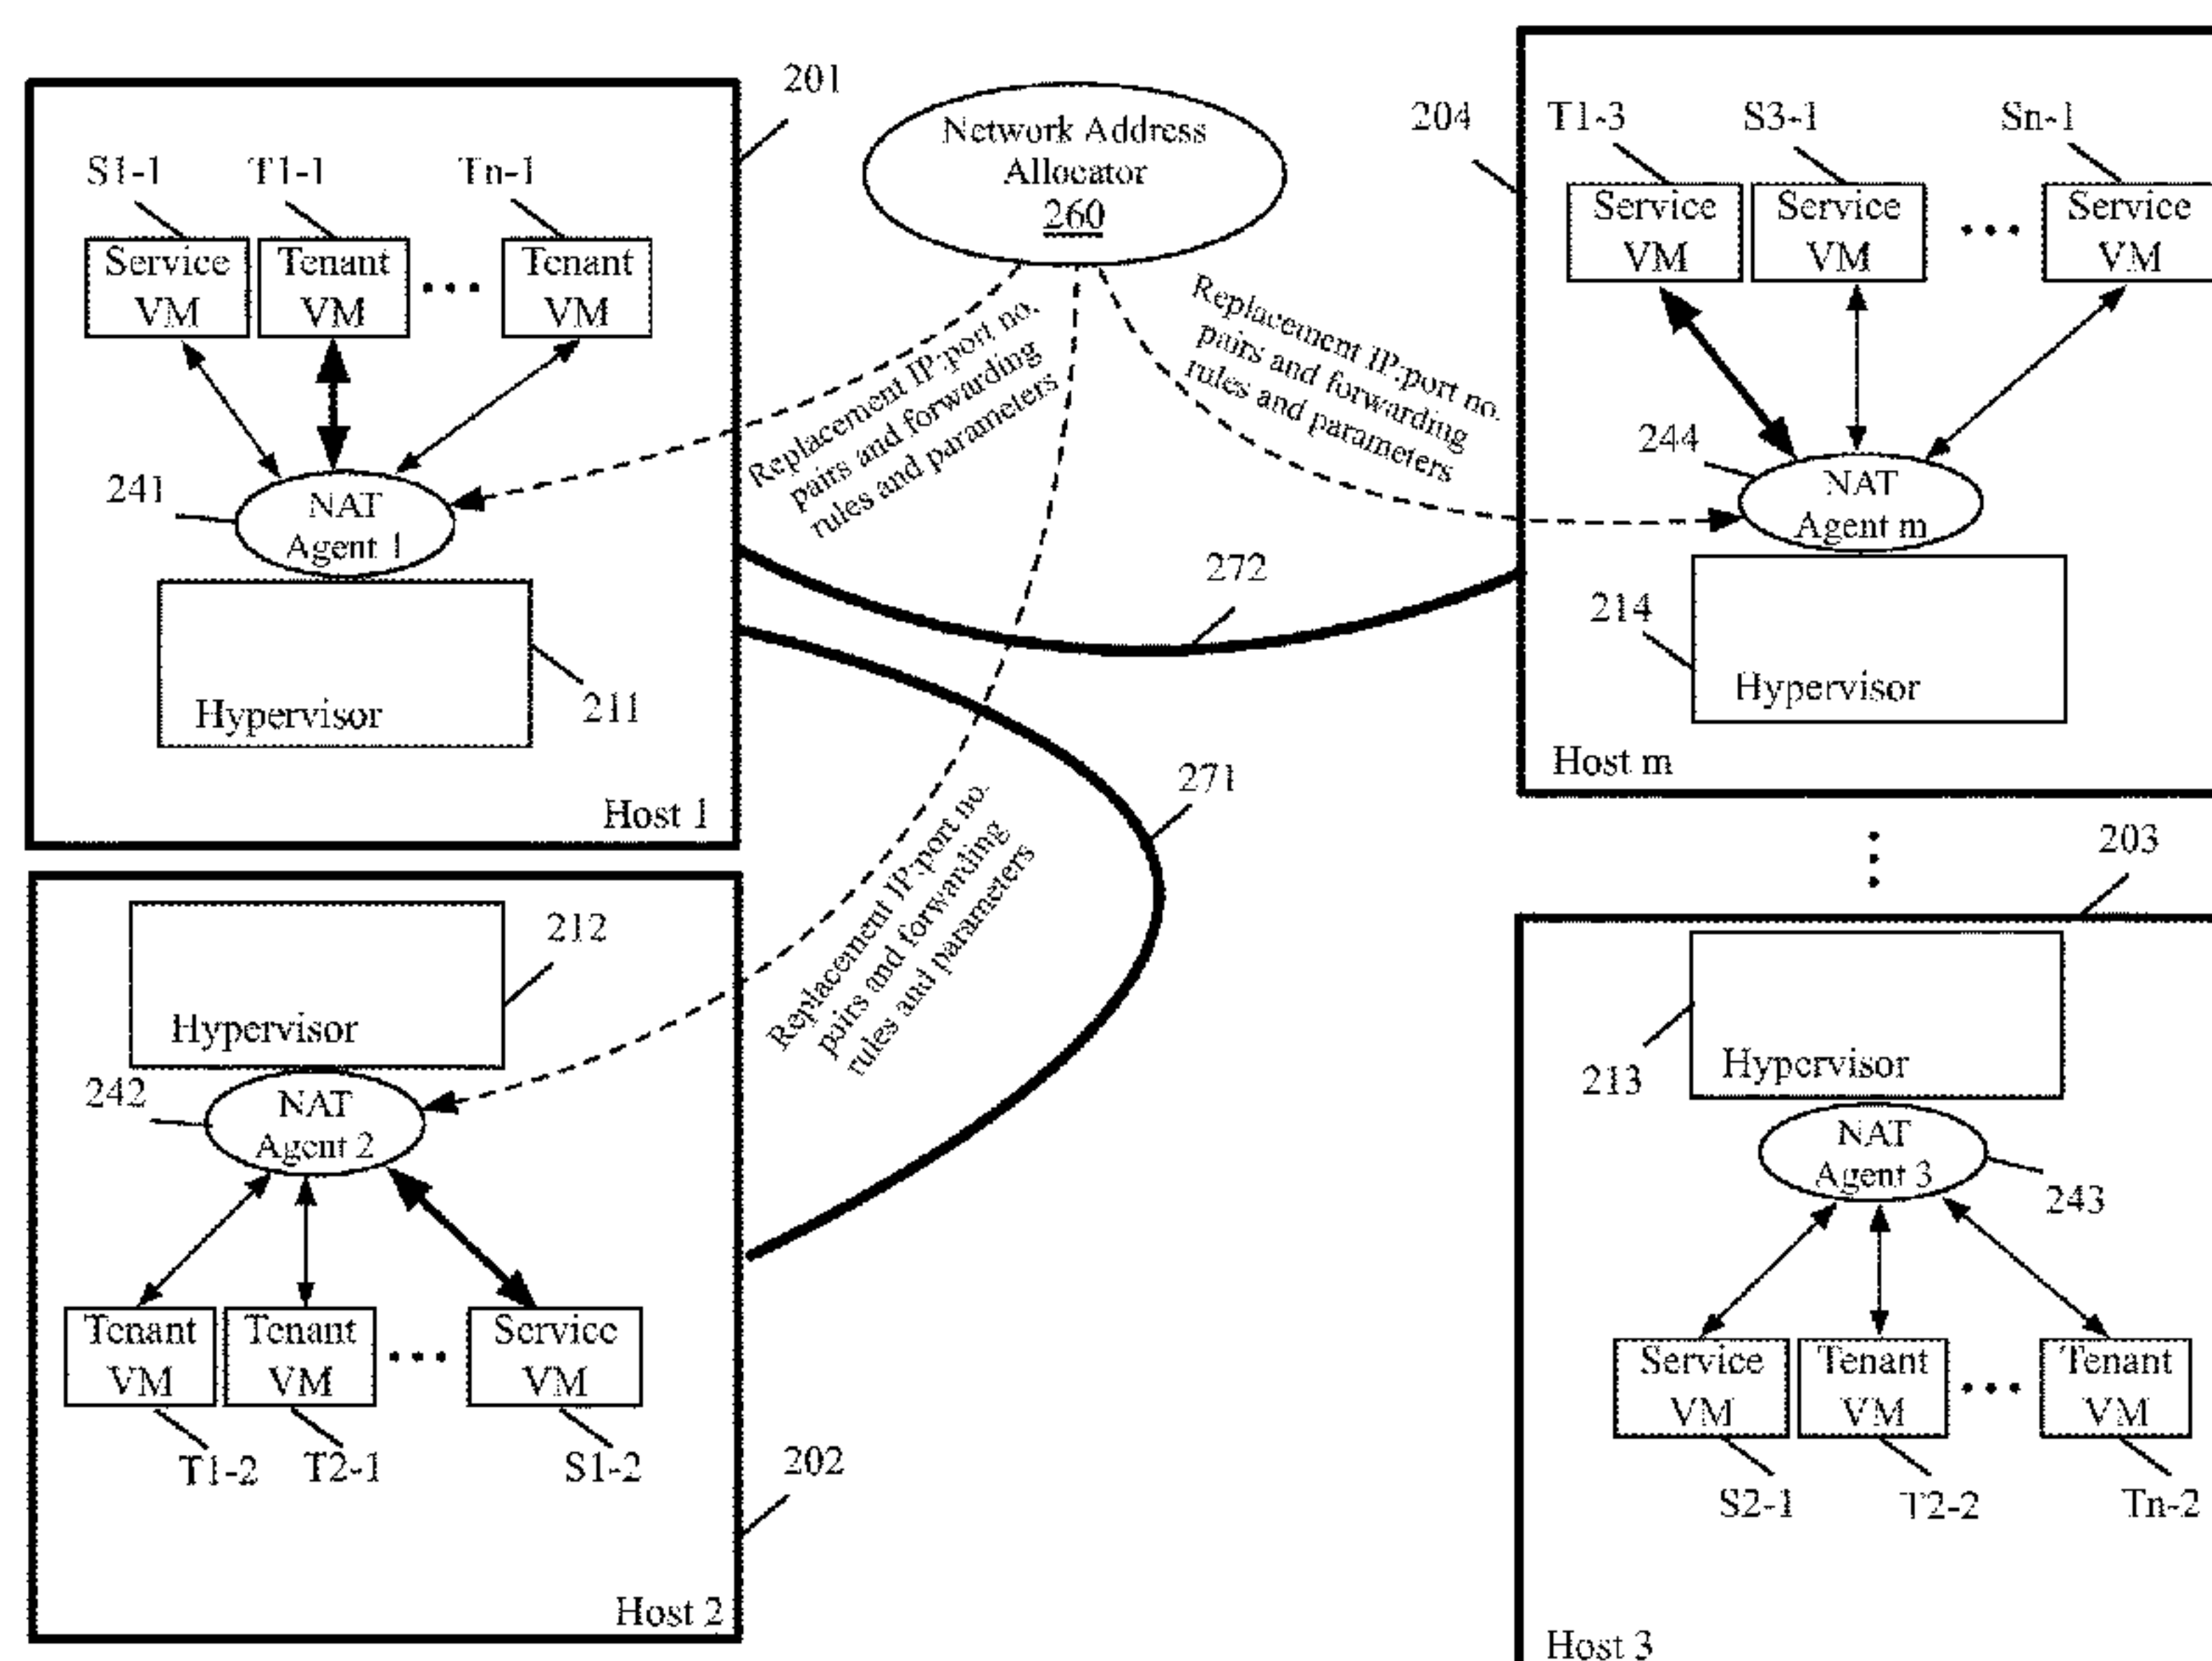 201
S1-1 T1-1 Tn-1
Service VM
Tenant VM
Tenant VM
241
NAT Agent 1
Hypervisor
211
Host 1
Network Address
Allocator
260
Replacement IP:port no.
pairs and forwarding
rules and parameters
Replacement IP:port no.
pairs and forwarding
rules and parameters
204
T1-3 S3-1 Sn-1
Service VM
Service VM
Service VM
244
NAT Agent m
214
Hypervisor
Host m
272
271
Replacement IP:port no.
pairs and forwarding
rules and parameters
212
Hypervisor
242
NAT Agent 2
Tenant VM
Tenant VM
Service VM
T1-2 T2-1 S1-2
202
Host 2
203
Hypervisor
213
NAT Agent 3
243
Service VM
Tenant VM
Tenant VM
S2-1 T2-2 Tn-2
Host 3